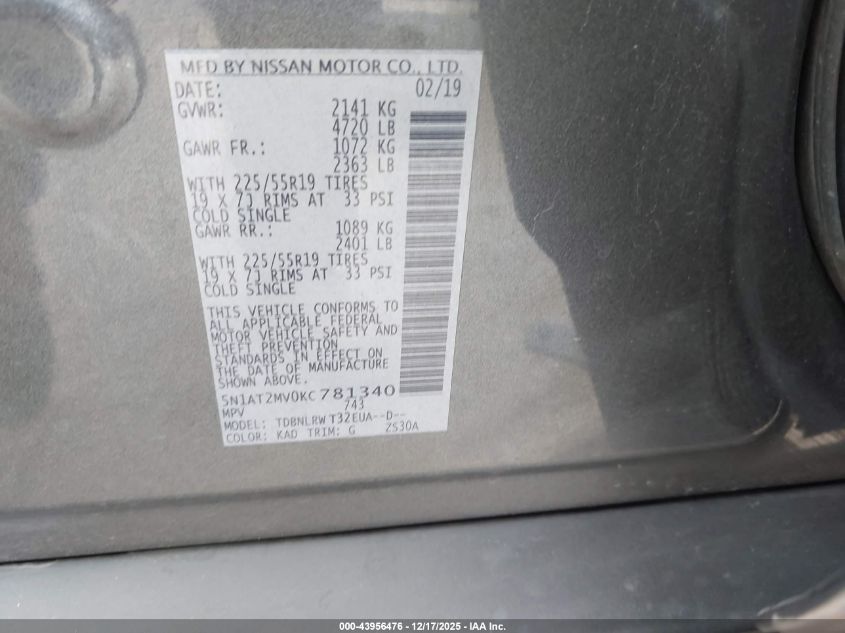 MFD BY NISSAN MOTOR CO., LTD.
DATE: 02/19
GVWR: 2141 KG
4720 LB
GAWR FR.: 1072 KG
2363 LB
WITH 225/55R19 TIRES
19 X 7J RIMS AT 33 PSI
COLD SINGLE
GAWR RR.: 1089 KG
2401 LB
WITH 225/55R19 TIRES
19 X 7J RIMS AT 33 PSI
COLD SINGLE
THIS VEHICLE CONFORMS TO
ALL APPLICABLE FEDERAL
MOTOR VEHICLE SAFETY AND
THEFT PREVENTION
STANDARDS IN EFFECT ON
THE DATE OF MANUFACTURE
SHOWN ABOVE.
5N1AT2MV0KC781340
MPV 743
MODEL: TDBNLRW T32EUA--D--
COLOR: KAD TRIM: G ZS30A
000-43956476 - 12/17/2025 - IAA Inc.